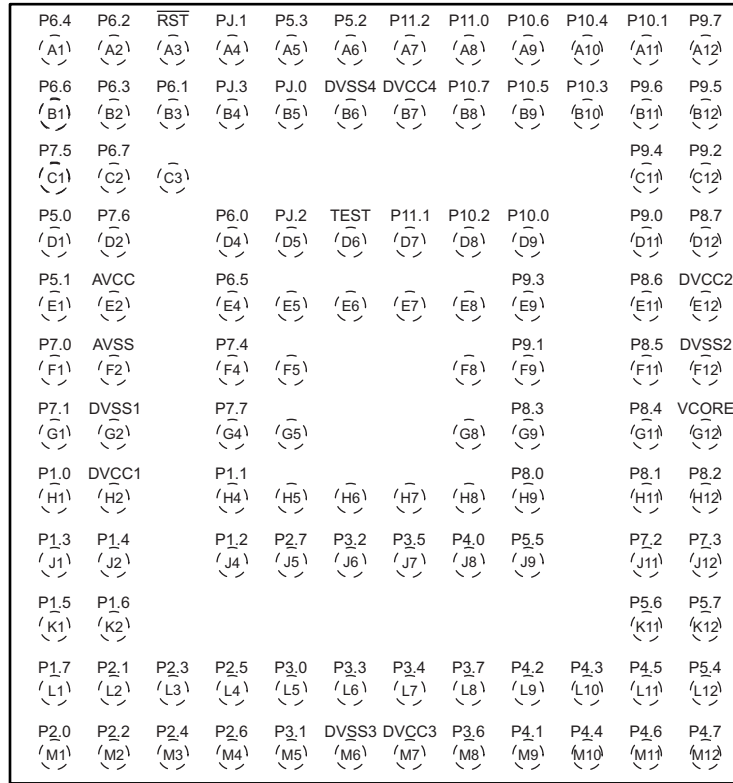 P6.4 P6.2 RST PJ.1 P5.3 P5.2 P11.2 P11.0 P10.6 P10.4 P10.1 P9.7
A1 A2 A3 A4 A5 A6 A7 A8 A9 A10 A11 A12
P6.6 P6.3 P6.1 PJ.3 PJ.0 DVSS4 DVCC4 P10.7 P10.5 P10.3 P9.6 P9.5
B1 B2 B3 B4 B5 B6 B7 B8 B9 B10 B11 B12
P7.5 P6.7 P9.4 P9.2
C1 C2 C3 C11 C12
P5.0 P7.6 P6.0 PJ.2 TEST P11.1 P10.2 P10.0 P9.0 P8.7
D1 D2 D4 D5 D6 D7 D8 D9 D11 D12
P5.1 AVCC P6.5 P9.3 P8.6 DVCC2
E1 E2 E4 E5 E6 E7 E8 E9 E11 E12
P7.0 AVSS P7.4 P9.1 P8.5 DVSS2
F1 F2 F4 F5 F8 F9 F11 F12
P7.1 DVSS1 P7.7 P8.3 P8.4 VCORE
G1 G2 G4 G5 G8 G9 G11 G12
P1.0 DVCC1 P1.1 P8.0 P8.1 P8.2
H1 H2 H4 H5 H6 H7 H8 H9 H11 H12
P1.3 P1.4 P1.2 P2.7 P3.2 P3.5 P4.0 P5.5 P7.2 P7.3
J1 J2 J4 J5 J6 J7 J8 J9 J11 J12
P1.5 P1.6 P5.6 P5.7
K1 K2 K11 K12
P1.7 P2.1 P2.3 P2.5 P3.0 P3.3 P3.4 P3.7 P4.2 P4.3 P4.5 P5.4
L1 L2 L3 L4 L5 L6 L7 L8 L9 L10 L11 L12
P2.0 P2.2 P2.4 P2.6 P3.1 DVSS3 DVCC3 P3.6 P4.1 P4.4 P4.6 P4.7
M1 M2 M3 M4 M5 M6 M7 M8 M9 M10 M11 M12